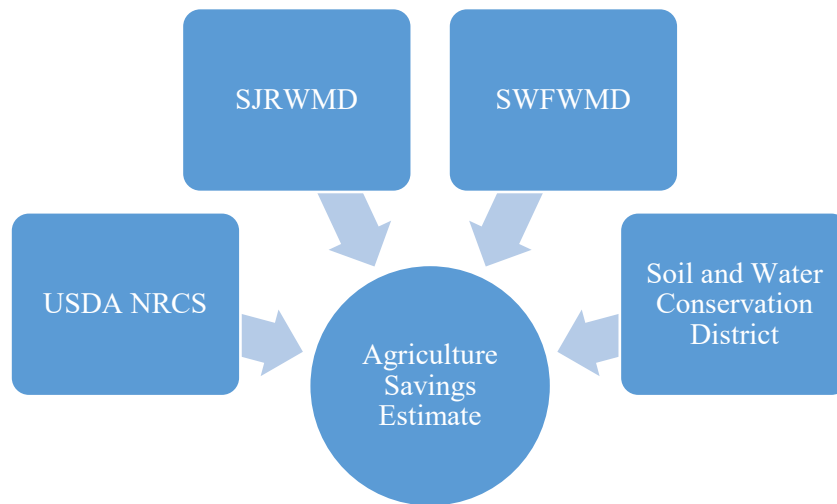 SJRWMD
SWFWMD
USDA NRCS
Soil and Water
Conservation
District
Agriculture
Savings
Estimate